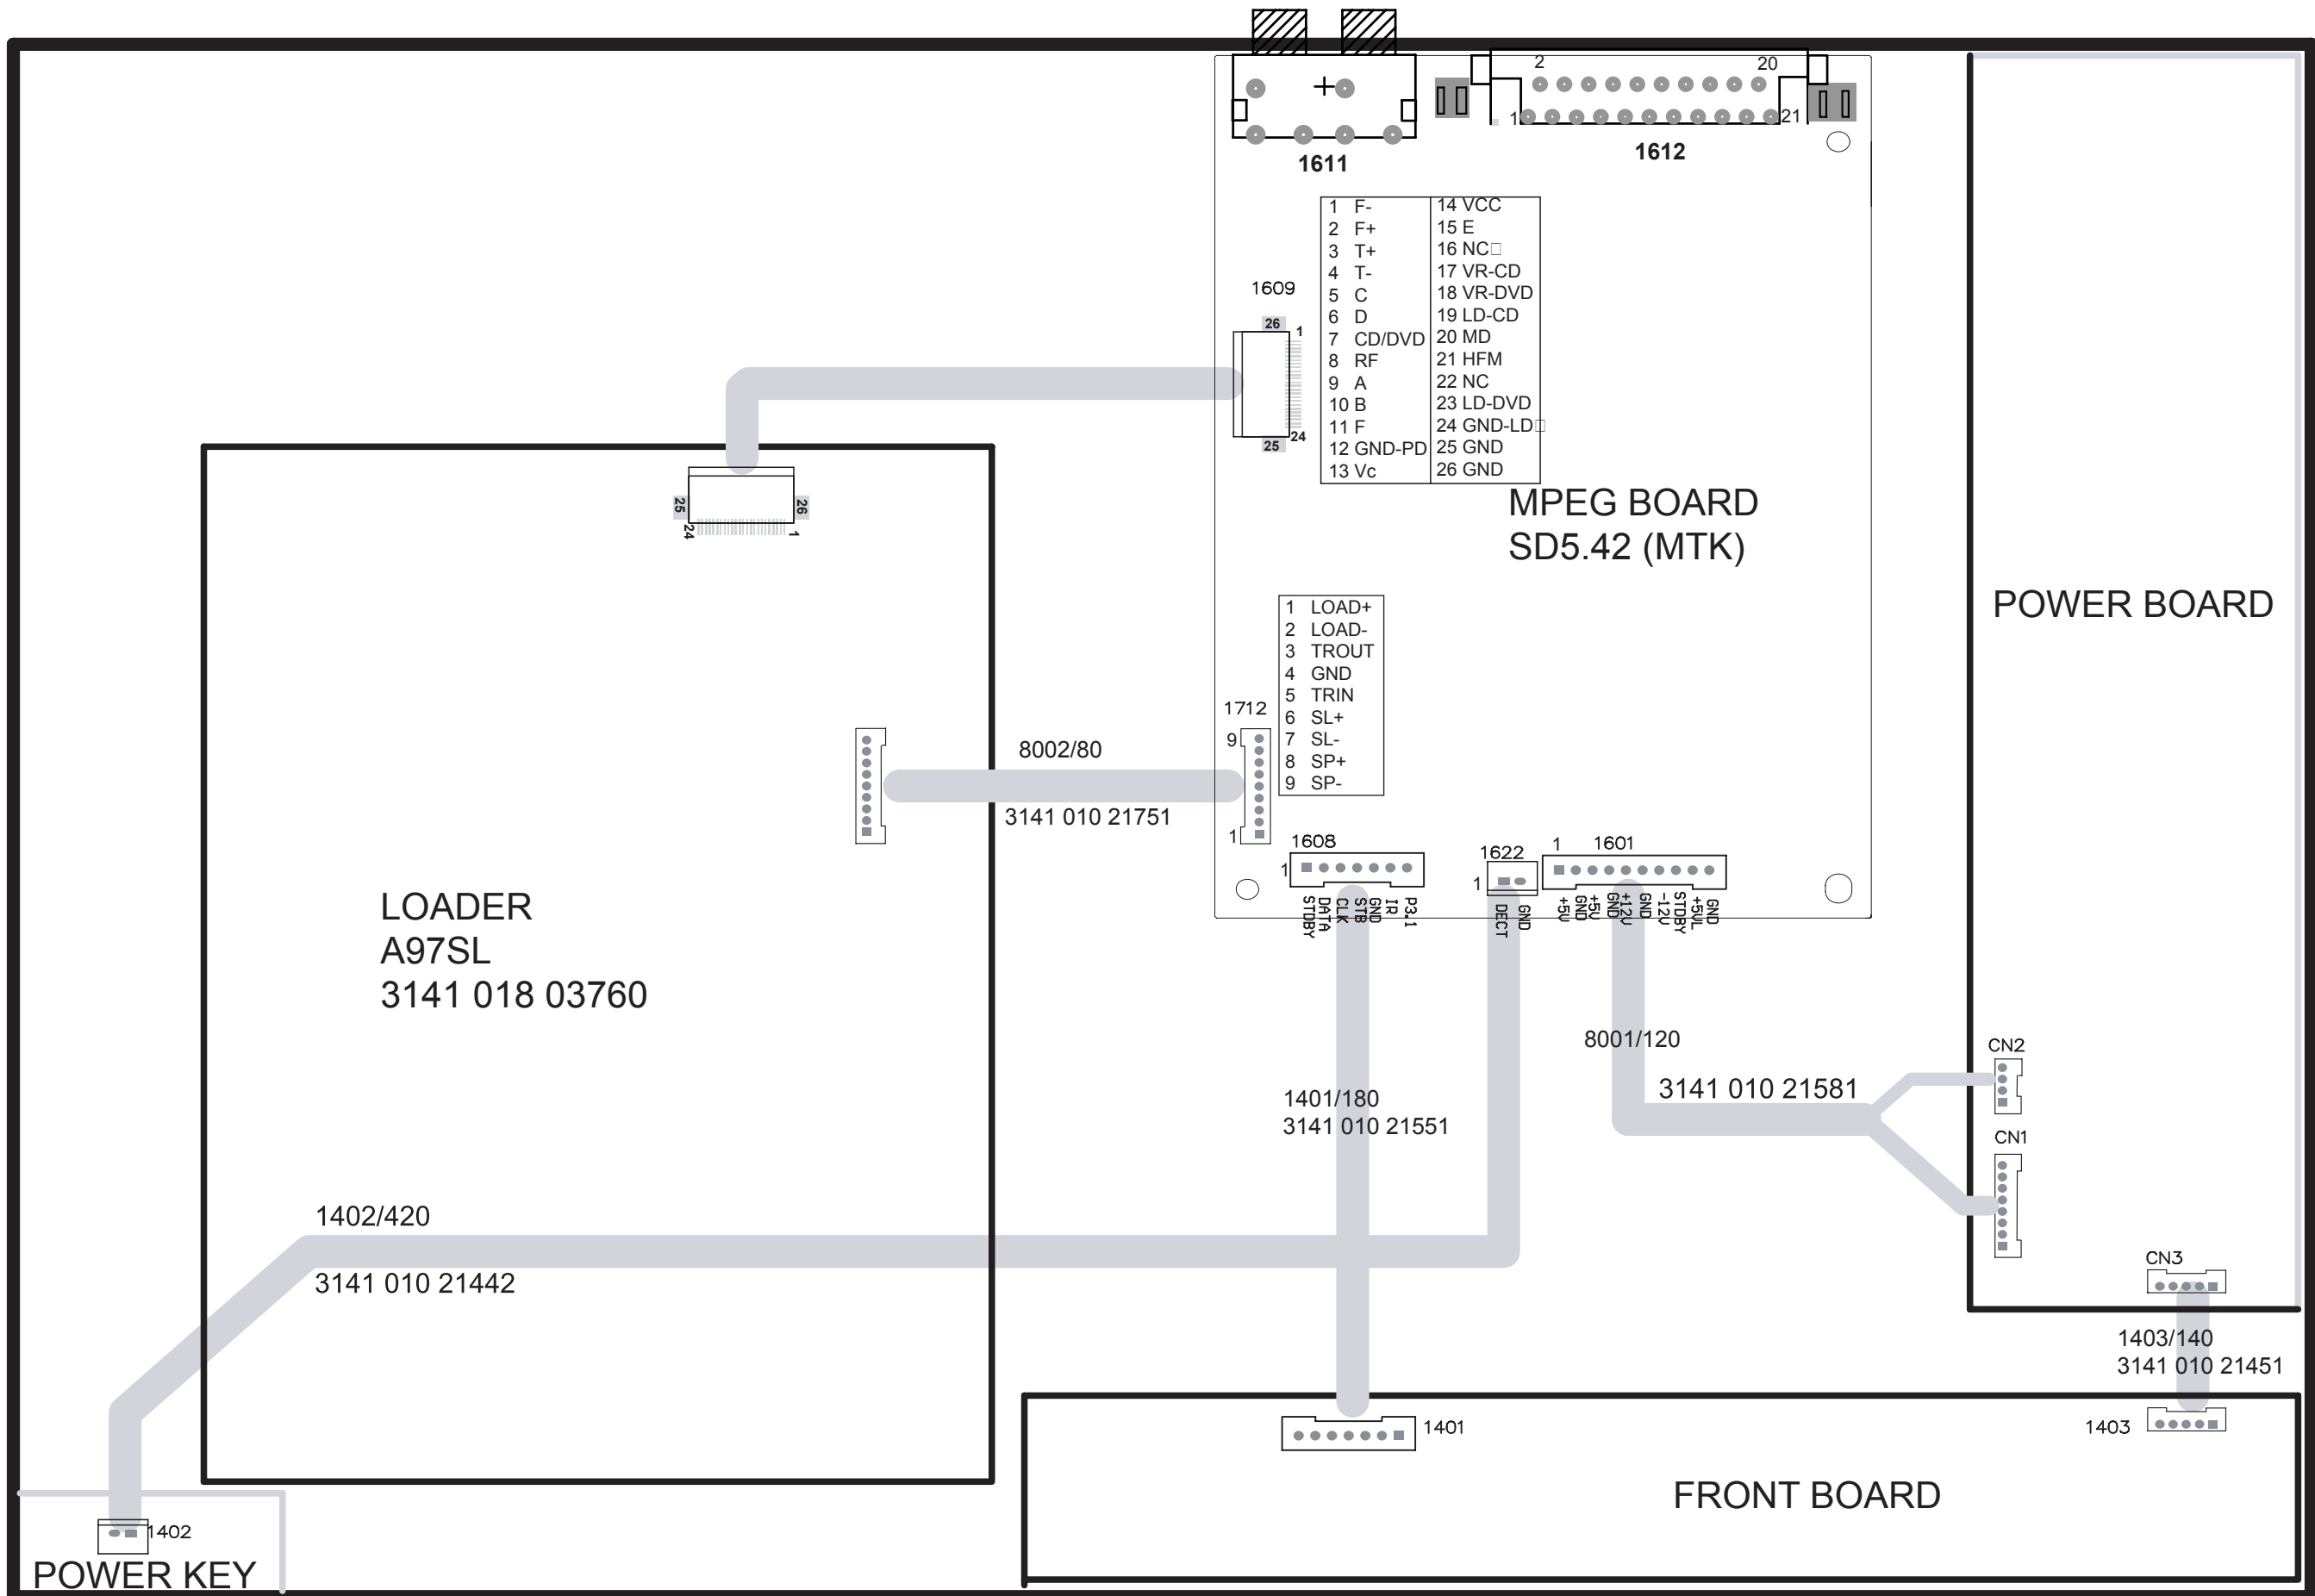 2
20
1
21
1611
1612
1 F-
2 F+
3 T+
4 T-
5 C
6 D
7 CD/DVD
8 RF
9 A
10 B
11 F
12 GND-PD
13 Vc
14 VCC
15 E
16 NC□
17 VR-CD
18 VR-DVD
19 LD-CD
20 MD
21 HFM
22 NC
23 LD-DVD
24 GND-LD□
25 GND
26 GND
1609
26
1
24
25
MPEG BOARD
SD5.42 (MTK)
25
26
24
1
POWER BOARD
1 LOAD+
2 LOAD-
3 TROUT
4 GND
5 TRIN
6 SL+
7 SL-
8 SP+
9 SP-
1712
9
1
8002/80
3141 010 21751
1608
1
STDBY
DATA
CLK
STB
GND
IR
P3.1
1622
1
DECT
GND
1
1601
+5V
GND
+5V
GND
+12V
GND
-12V
STDBY
+5VL
GND
LOADER
A97SL
3141 018 03760
8001/120
3141 010 21581
CN2
CN1
1401/180
3141 010 21551
1402/420
3141 010 21442
CN3
1403/140
3141 010 21451
1401
1403
FRONT BOARD
1402
POWER KEY